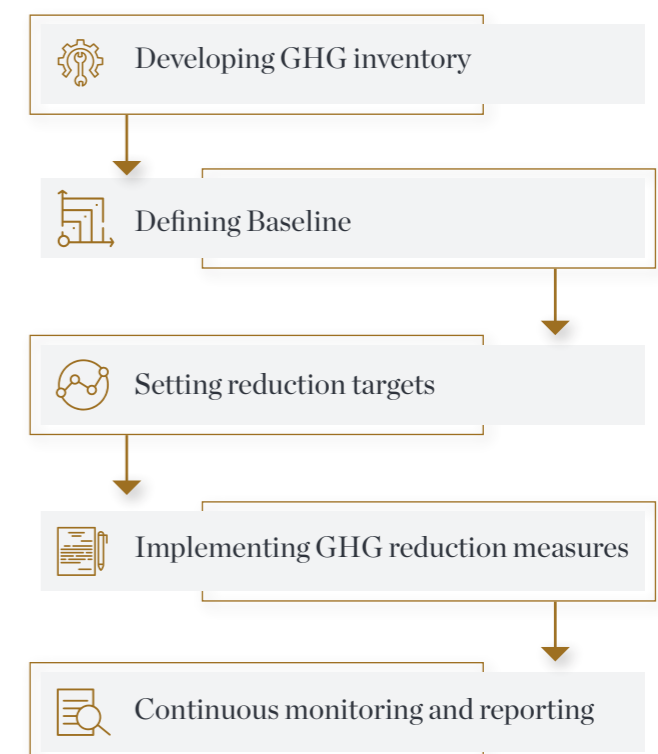 Developing GHG inventory
Defining Baseline
Setting reduction targets
Implementing GHG reduction measures
Continuous monitoring and reporting